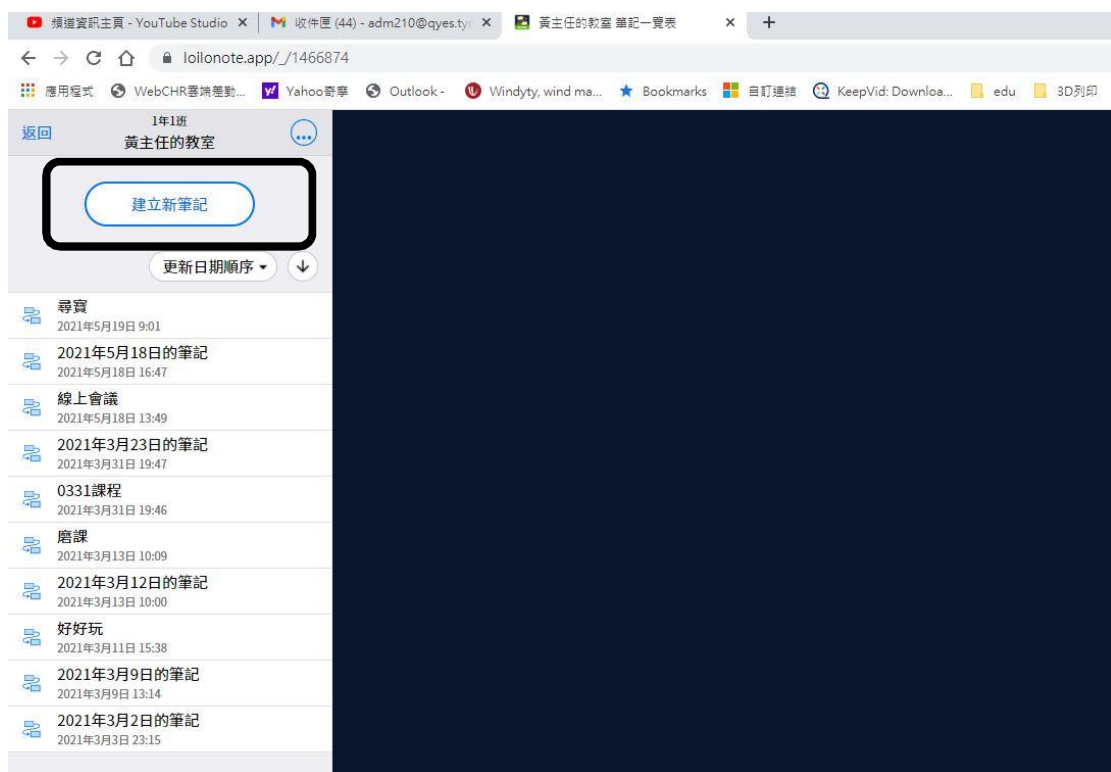 頻道資訊主頁 - YouTube Studio
收件匣 (44) - adm210@qyes.tyc
黃主任的教室 筆記一覽表
loilonote.app/_/1466874
應用程式 WebCHR雲端差勤... Yahoo奇摩 Outlook - Windyty, wind ma... Bookmarks 自訂連結 KeepVid: Downloa... edu 3D列印
返回
1年1班
黃主任的教室
建立新筆記
更新日期順序
尋寶
2021年5月19日 9:01
2021年5月18日的筆記
2021年5月18日 16:47
線上會議
2021年5月18日 13:49
2021年3月23日的筆記
2021年3月31日 19:47
0331課程
2021年3月31日 19:46
磨課
2021年3月13日 10:09
2021年3月12日的筆記
2021年3月13日 10:00
好好玩
2021年3月11日 15:38
2021年3月9日的筆記
2021年3月9日 13:14
2021年3月2日的筆記
2021年3月3日 23:15